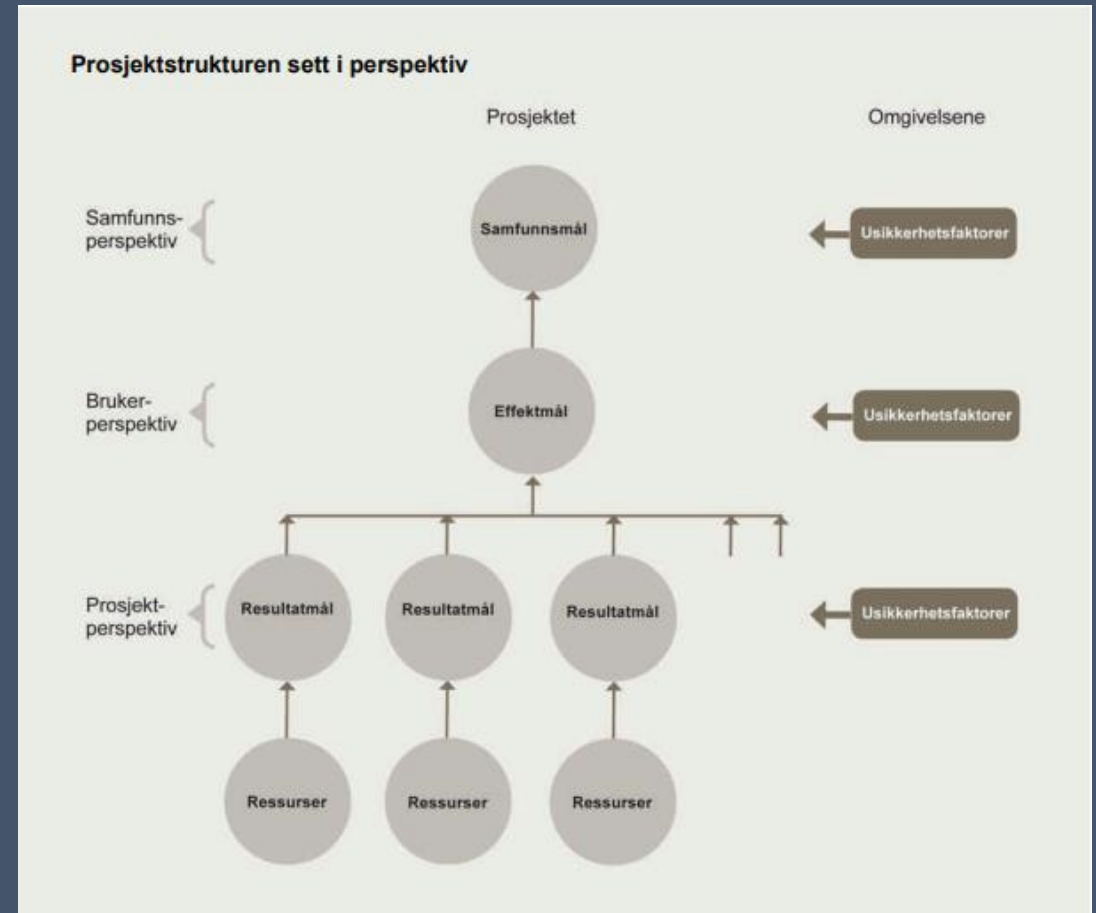 Prosjektstrukturen sett i perspektiv
Prosjektet
Omgivelsene
Samfunns-
perspektiv
Samfunnsmål
Usikkerhetsfaktorer
Bruker-
perspektiv
Effektmål
Usikkerhetsfaktorer
Prosjekt-
perspektiv
Resultatmål
Resultatmål
Resultatmål
Usikkerhetsfaktorer
Ressurser
Ressurser
Ressurser